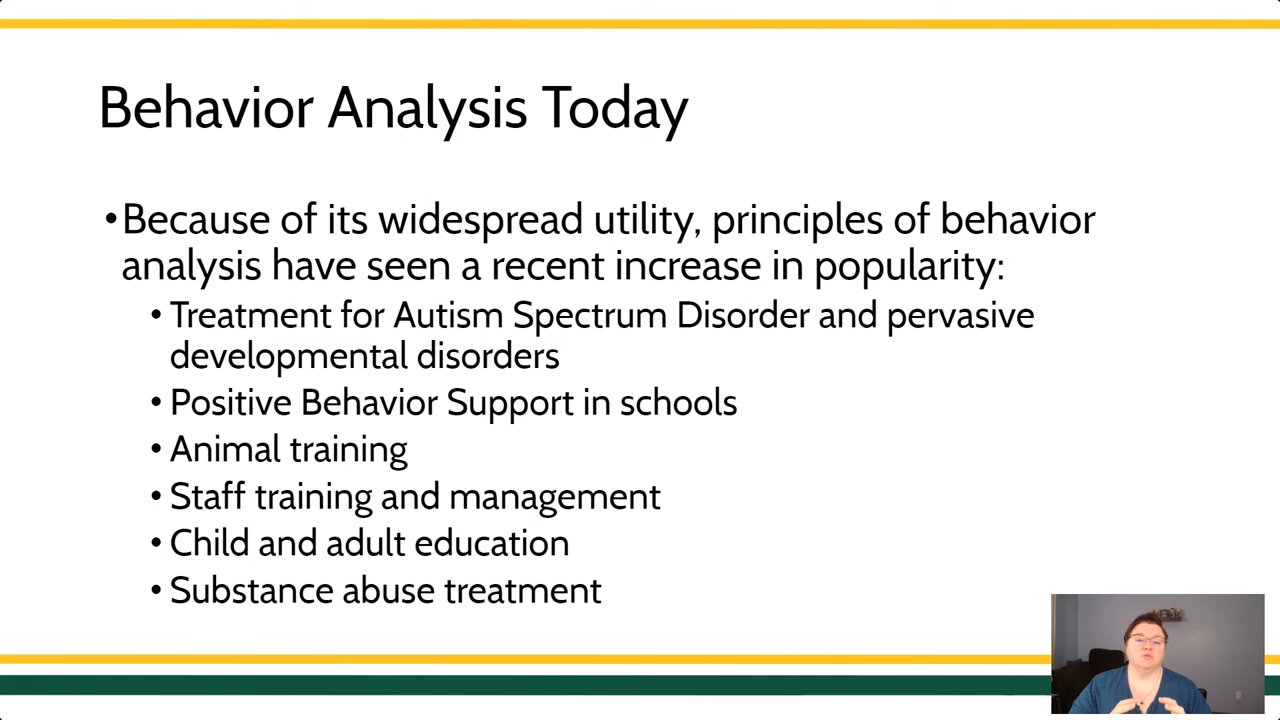 Behavior Analysis Today
•Because of its widespread utility, principles of behavior
analysis have seen a recent increase in popularity:
• Treatment for Autism Spectrum Disorder and pervasive
developmental disorders
• Positive Behavior Support in schools
• Animal training
• Staff training and management
• Child and adult education
• Substance abuse treatment